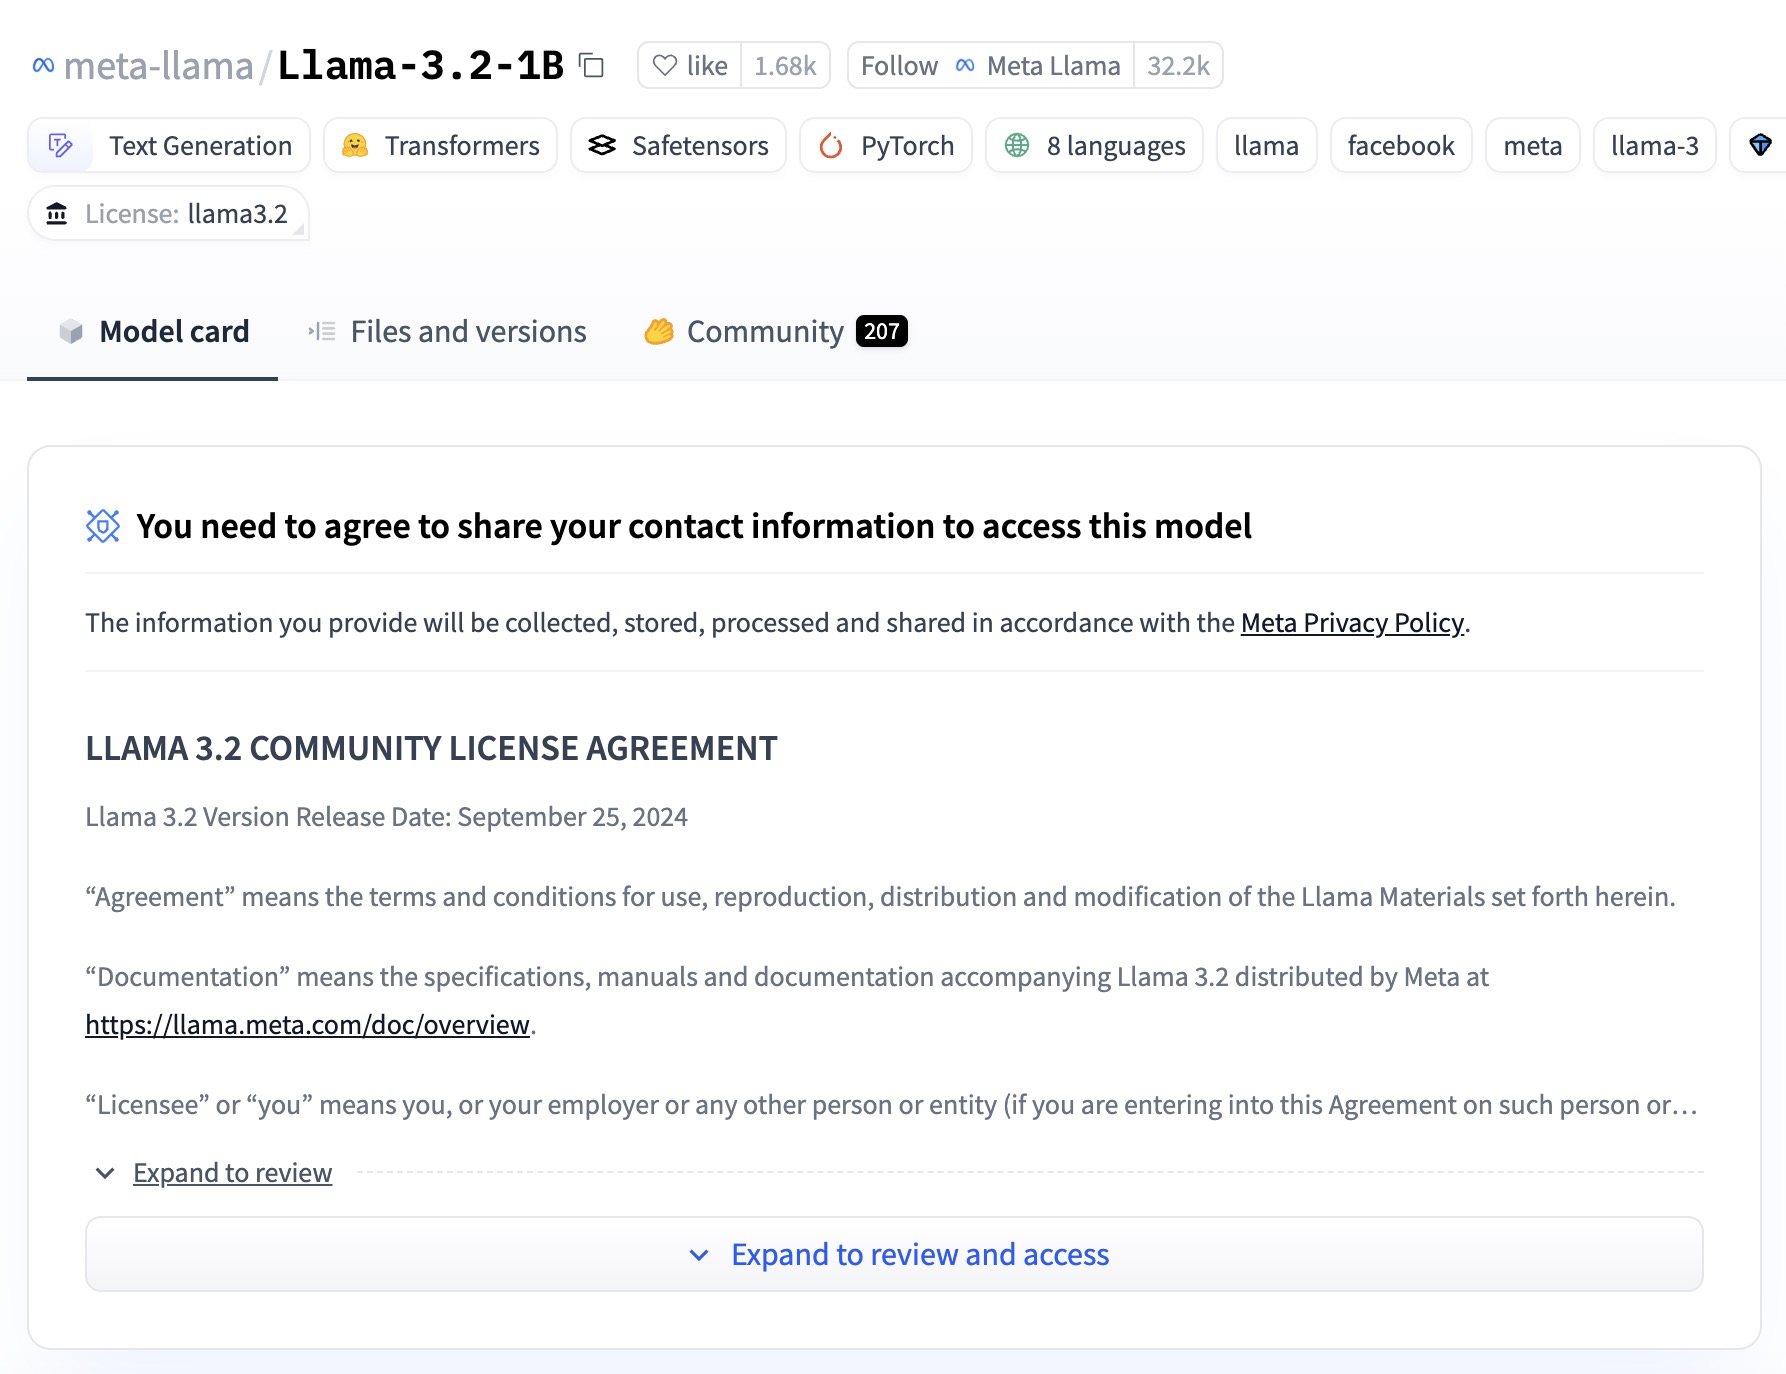 meta-llama/Llama-3.2-1B like 1.68k Follow Meta Llama 32.2k
Text Generation Transformers Safetensors PyTorch 8 languages llama facebook meta llama-3
License: llama3.2
Model card Files and versions Community 207
You need to agree to share your contact information to access this model
The information you provide will be collected, stored, processed and shared in accordance with the Meta Privacy Policy.
LLAMA 3.2 COMMUNITY LICENSE AGREEMENT
Llama 3.2 Version Release Date: September 25, 2024
“Agreement” means the terms and conditions for use, reproduction, distribution and modification of the Llama Materials set forth herein.
“Documentation” means the specifications, manuals and documentation accompanying Llama 3.2 distributed by Meta at
https://llama.meta.com/doc/overview.
“Licensee” or “you” means you, or your employer or any other person or entity (if you are entering into this Agreement on such person or…
Expand to review
Expand to review and access